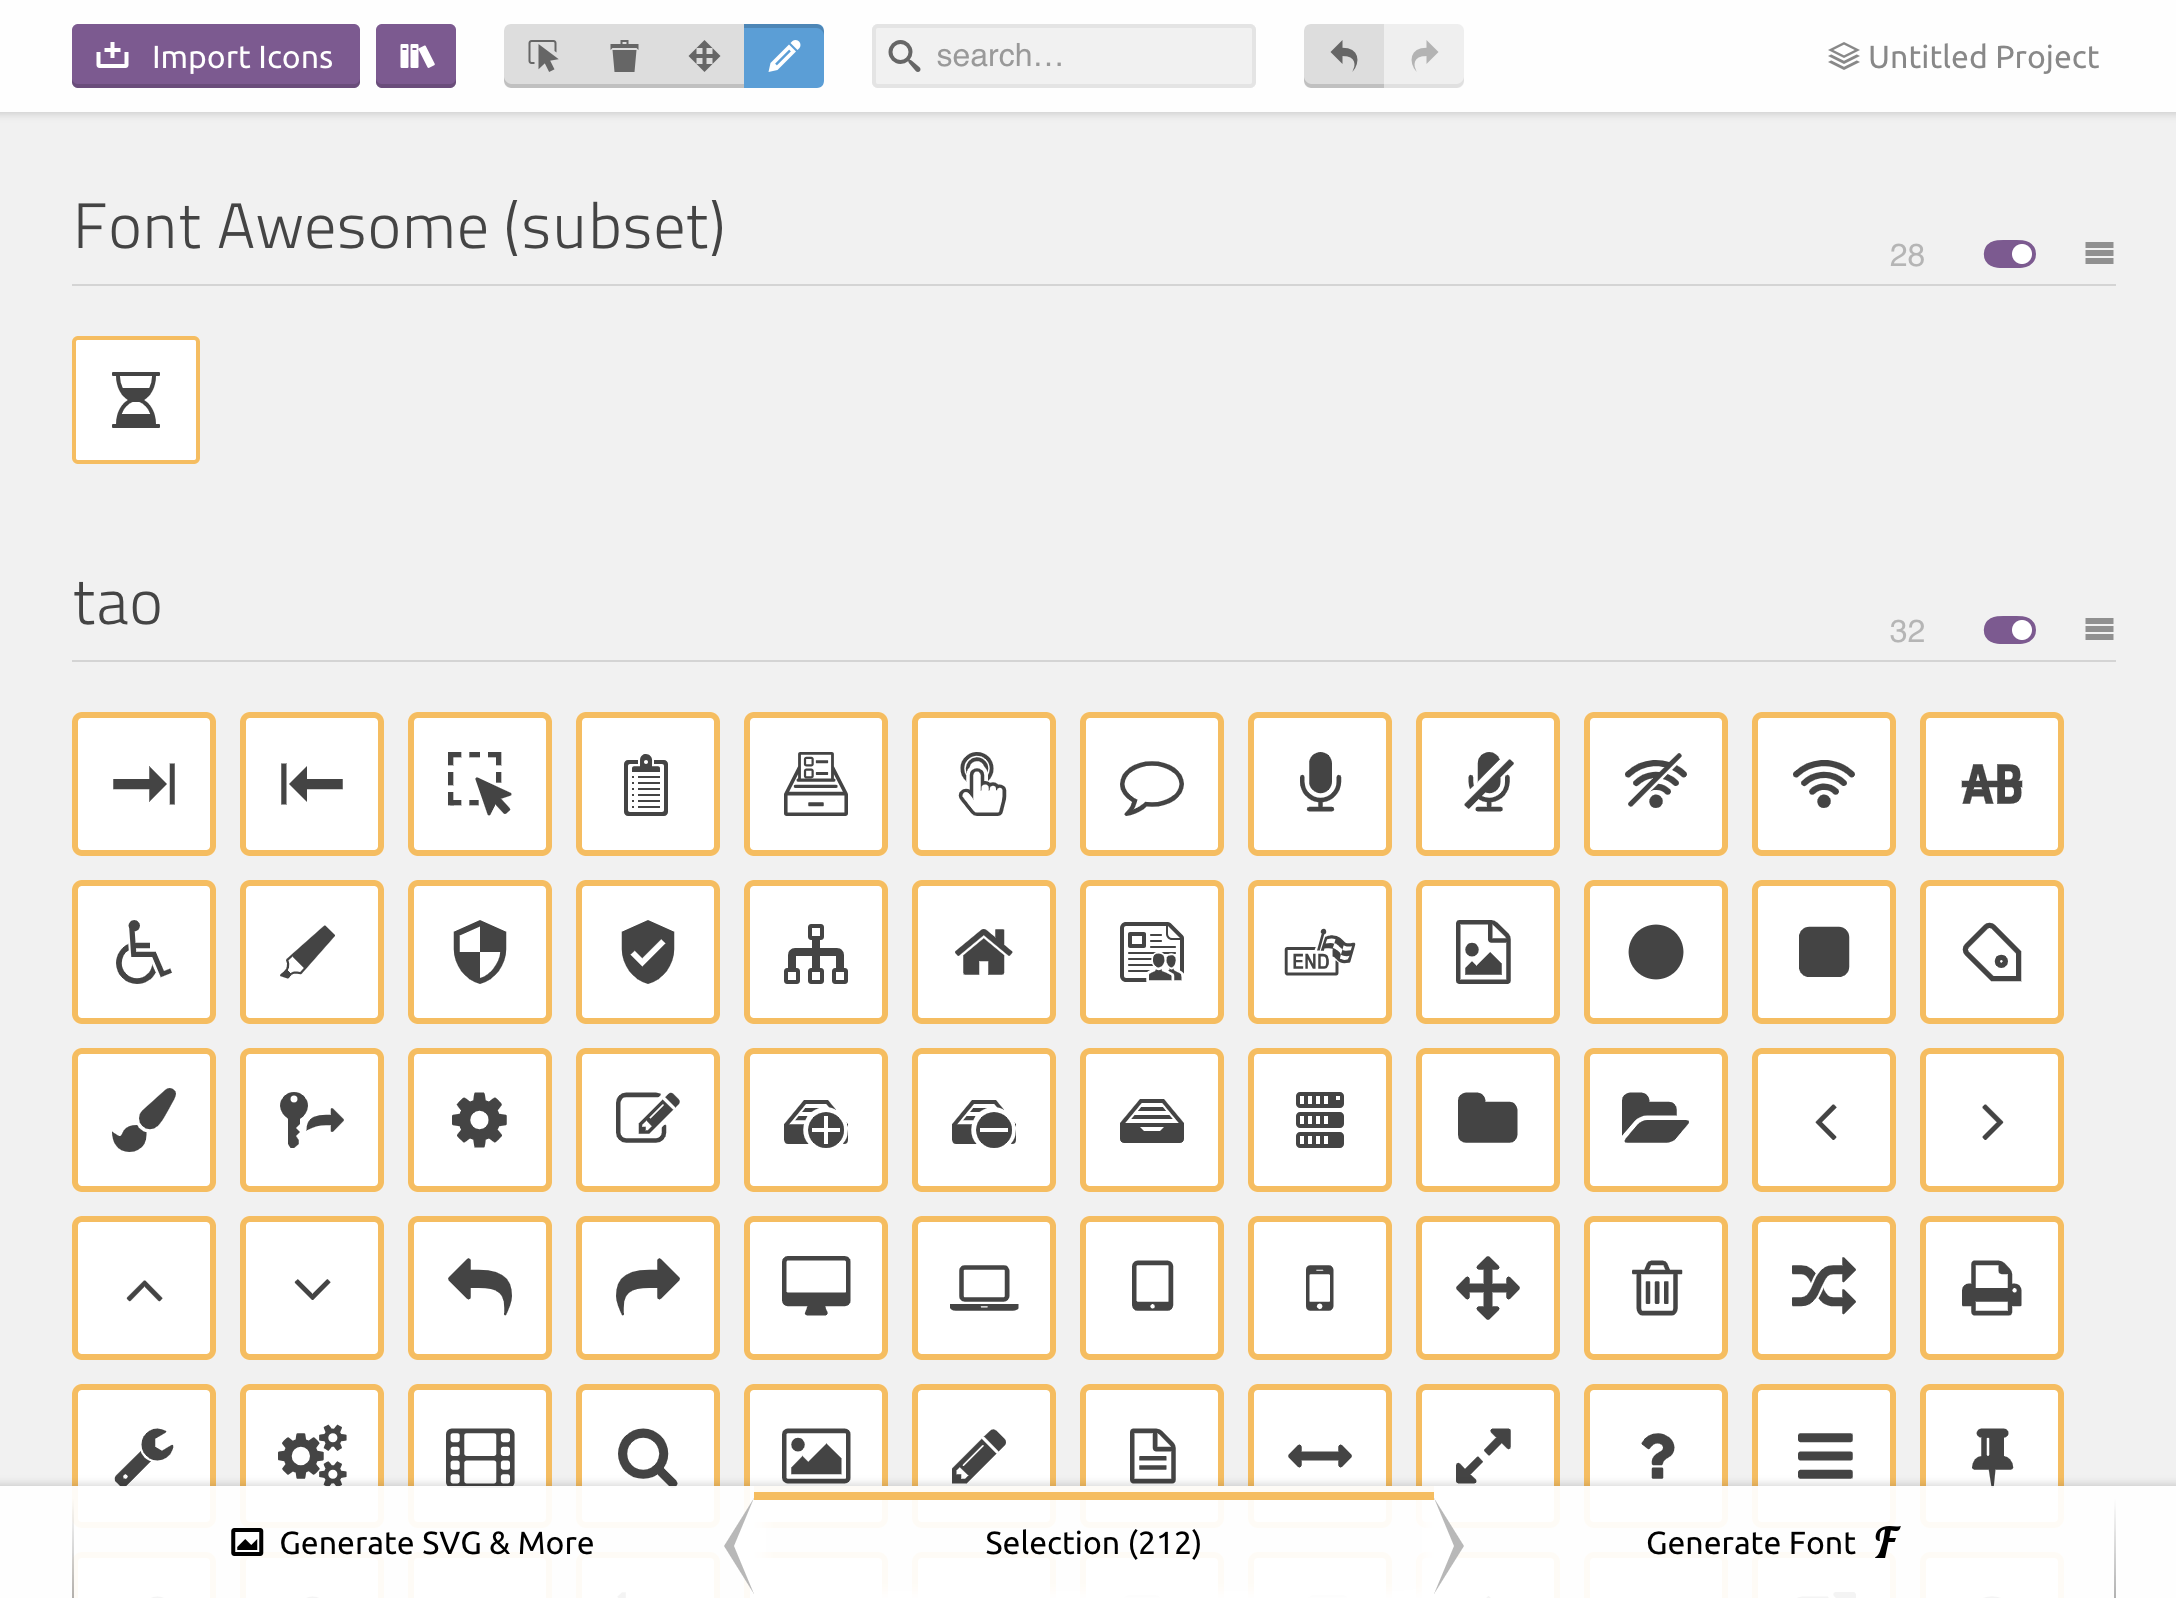 Import Icons
search...
Untitled Project
Font Awesome (subset)
28
tao
32
AB
END
?
Generate SVG & More
Selection (212)
Generate Font F